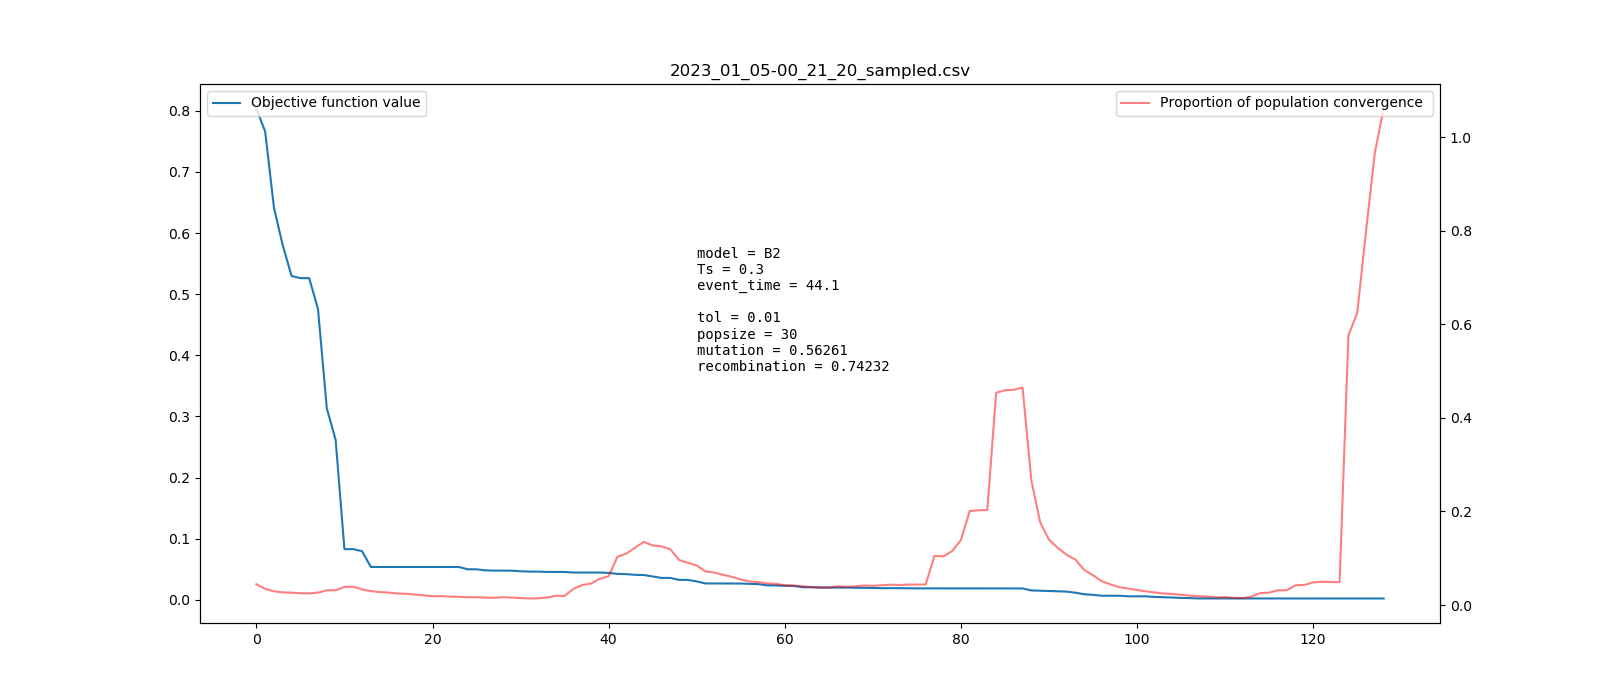 2023_01_05-00_21_20_sampled.csv
Objective function value
Proportion of population convergence
0.8
0.7
0.6
0.5
0.4
0.3
0.2
0.1
0.0
model = B2
Ts = 0.3
event_time = 44.1
tol = 0.01
popsize = 30
mutation = 0.56261
recombination = 0.74232
1.0
0.8
0.6
0.4
0.2
0.0
0 20 40 60 80 100 120